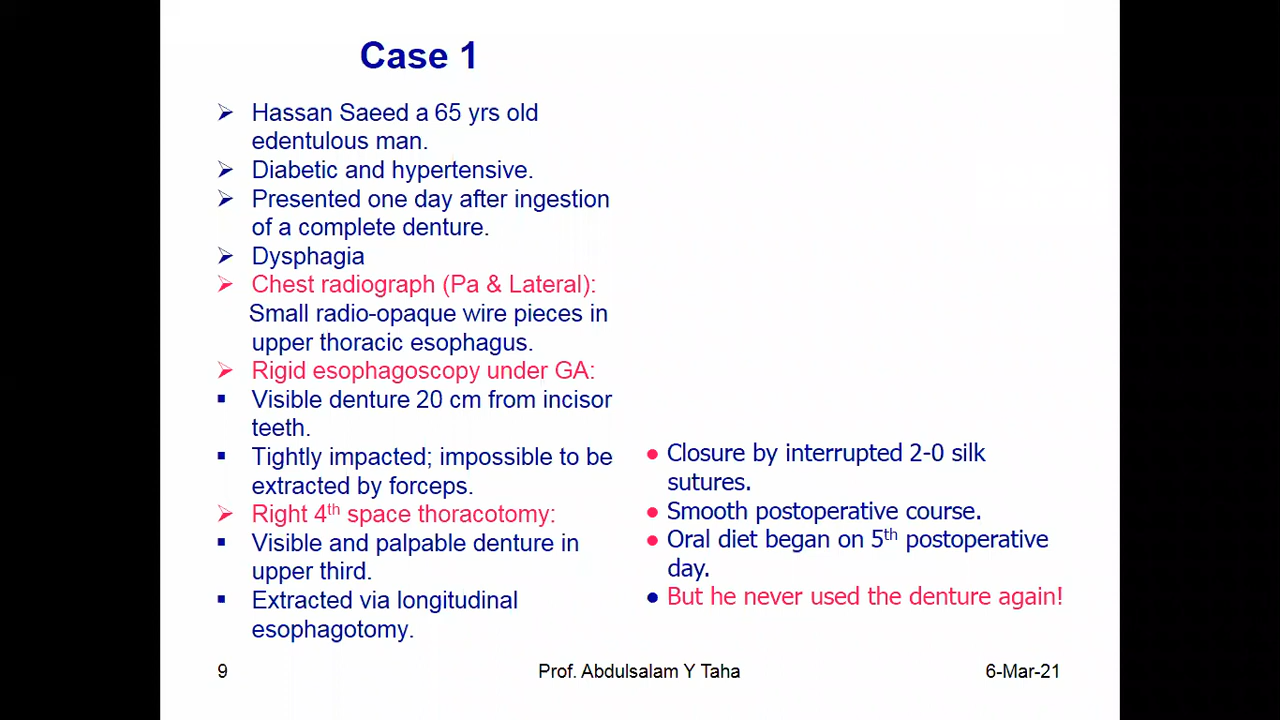 Case 1
➢ Hassan Saeed a 65 yrs old
edentulous man.
➢ Diabetic and hypertensive.
➢ Presented one day after ingestion
of a complete denture.
➢ Dysphagia
➢ Chest radiograph (Pa & Lateral):
Small radio-opaque wire pieces in
upper thoracic esophagus.
➢ Rigid esophagoscopy under GA:
▪ Visible denture 20 cm from incisor
teeth.
▪ Tightly impacted; impossible to be
extracted by forceps.
➢ Right 4th space thoracotomy:
▪ Visible and palpable denture in
upper third.
▪ Extracted via longitudinal
esophagotomy.
● Closure by interrupted 2-0 silk
sutures.
● Smooth postoperative course.
● Oral diet began on 5th postoperative
day.
● But he never used the denture again!
9
Prof. Abdulsalam Y Taha
6-Mar-21